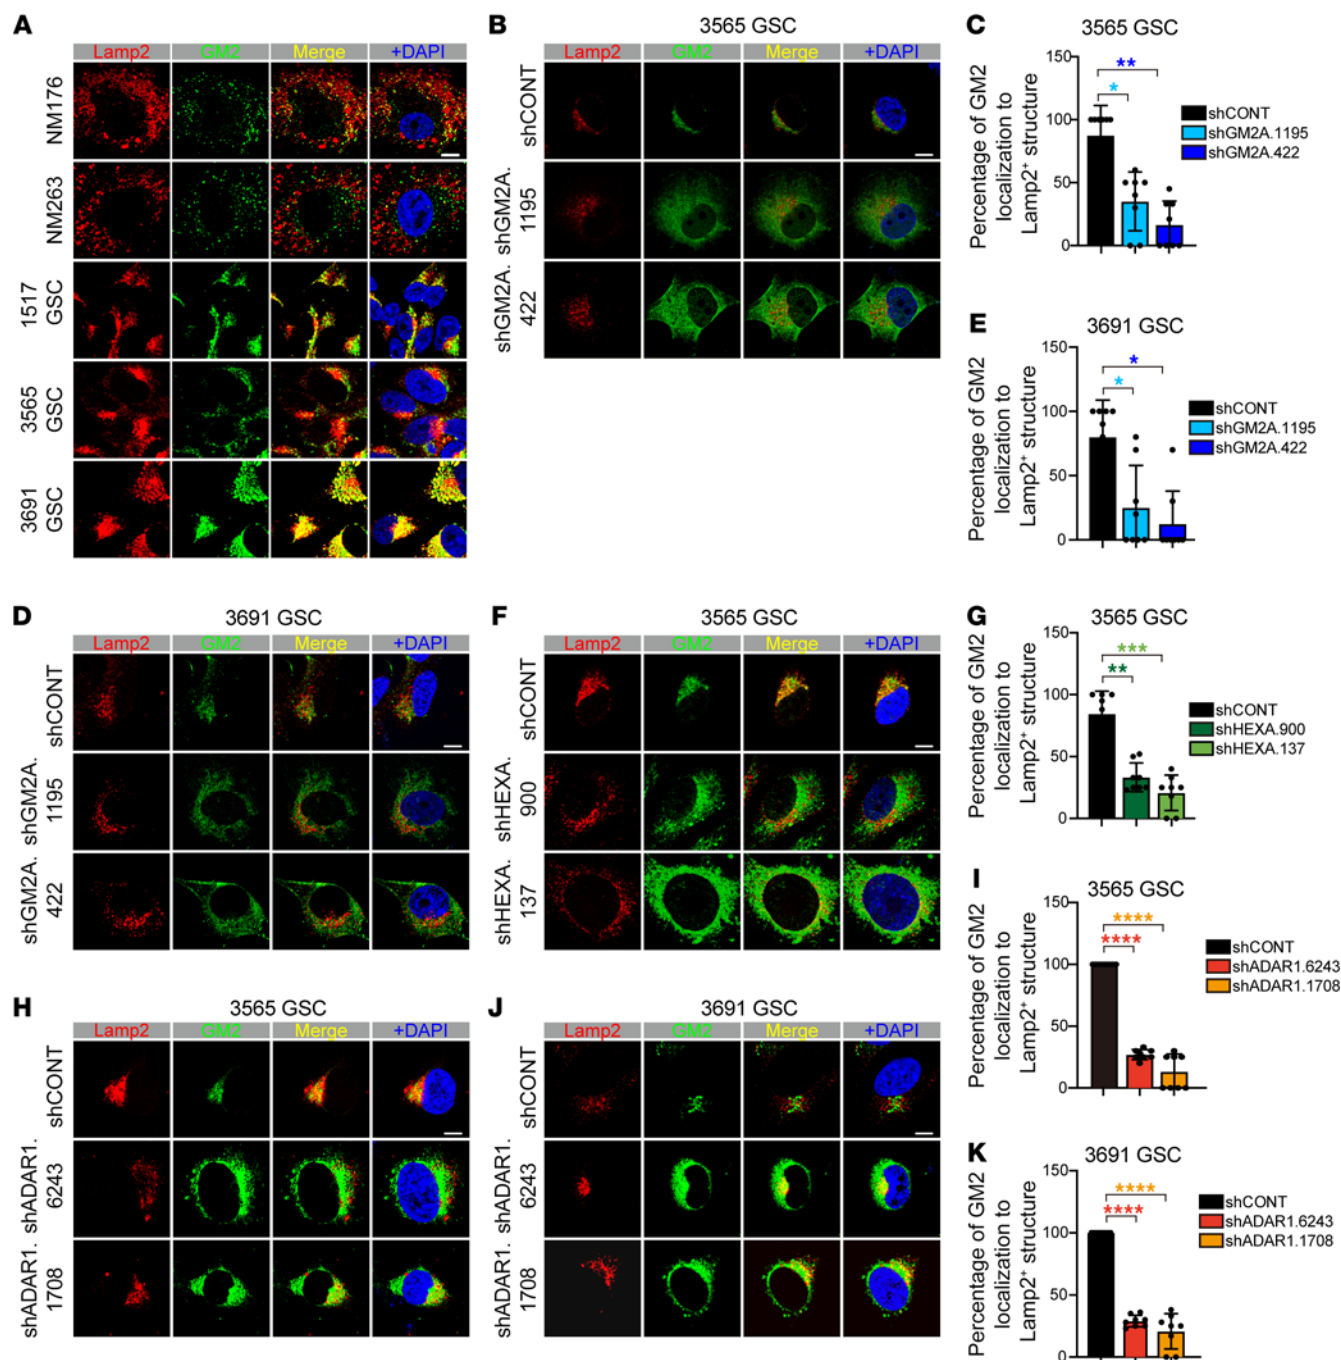 A
Lamp2 GM2 Merge +DAPI
NM176
NM263
1517
GSC
3565
GSC
3691
GSC
B
3565 GSC
Lamp2 GM2 Merge +DAPI
shCONT
shGM2A.
1195
shGM2A.
422
C
3565 GSC
Percentage of GM2
localization to
Lamp2+ structure
150
100
50
0
**
*
shCONT
shGM2A.1195
shGM2A.422
E
3691 GSC
Percentage of GM2
localization to
Lamp2+ structure
150
100
50
0
*
*
shCONT
shGM2A.1195
shGM2A.422
D
3691 GSC
Lamp2 GM2 Merge +DAPI
shCONT
shGM2A.
1195
shGM2A.
422
F
3565 GSC
Lamp2 GM2 Merge +DAPI
shCONT
shHEXA.
900
shHEXA.
137
G
3565 GSC
Percentage of GM2
localization to
Lamp2+ structure
150
100
50
0
***
**
shCONT
shHEXA.900
shHEXA.137
I
3565 GSC
Percentage of GM2
localization to
Lamp2+ structure
150
100
50
0
****
****
shCONT
shADAR1.6243
shADAR1.1708
H
3565 GSC
Lamp2 GM2 Merge +DAPI
shCONT
shADAR1.
6243
shADAR1.
1708
J
3691 GSC
Lamp2 GM2 Merge +DAPI
shCONT
shADAR1.
6243
shADAR1.
1708
K
3691 GSC
Percentage of GM2
localization to
Lamp2+ structure
150
100
50
0
****
****
shCONT
shADAR1.6243
shADAR1.1708